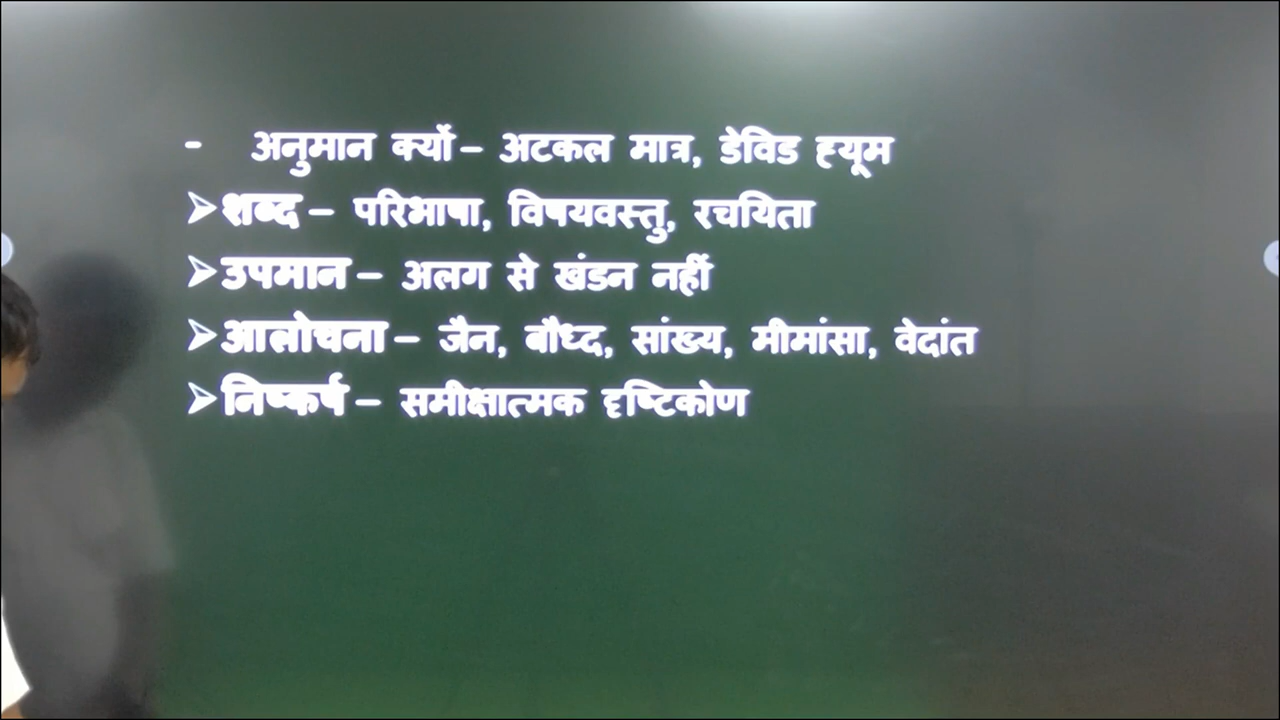 - अनुमान क्यों – अटकल मात्र, डेविड ह्यूम
➢शब्द – परिभाषा, विषयवस्तु, रचयिता
➢उपमान – अलग से खंडन नहीं
➢आलोचना – जैन, बौध्द, सांख्य, मीमांसा, वेदांत
➢निष्कर्ष – समीक्षात्मक दृष्टिकोण